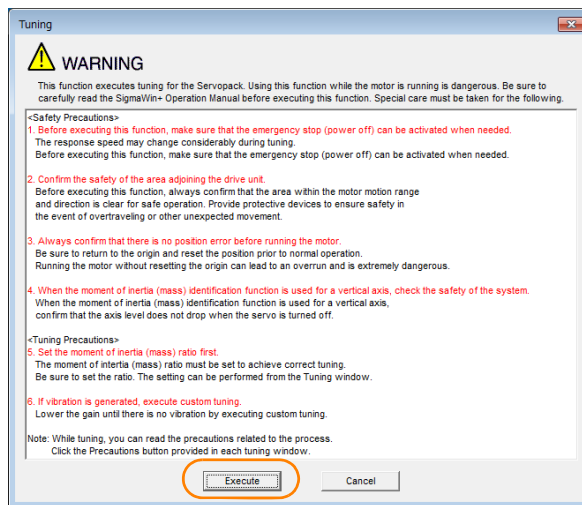 Tuning
WARNING
This function executes tuning for the Servopack. Using this function while the motor is running is dangerous. Be sure to
carefully read the SigmaWin+ Operation Manual before executing this function. Special care must be taken for the following.
<Safety Precautions>
1. Before executing this function, make sure that the emergency stop (power off) can be activated when needed.
The response speed may change considerably during tuning.
Before executing this function, make sure that the emergency stop (power off) can be activated when needed.
2. Confirm the safety of the area adjoining the drive unit.
Before executing this function, always confirm that the area within the motor motion range
and direction is clear for safe operation. Provide protective devices to ensure safety in
the event of overtraveling or other unexpected movement.
3. Always confirm that there is no position error before running the motor.
Be sure to return to the origin and reset the position prior to normal operation.
Running the motor without resetting the origin can lead to an overrun and is extremely dangerous.
4. When the moment of inertia (mass) identification function is used for a vertical axis, check the safety of the system.
When the moment of inertia (mass) identification function is used for a vertical axis,
confirm that the axis level does not drop when the servo is turned off.
<Tuning Precautions>
5. Set the moment of inertia (mass) ratio first.
The moment of intertia (mass) ratio must be set to achieve correct tuning.
Be sure to set the ratio. The setting can be performed from the Tuning window.
6. If vibration is generated, execute custom tuning.
Lower the gain until there is no vibration by executing custom tuning.
Note: While tuning, you can read the precautions related to the process.
Click the Precautions button provided in each tuning window.
Execute
Cancel